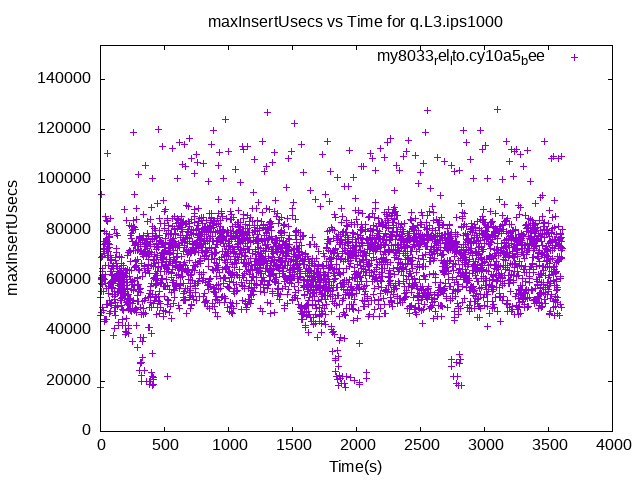 maxInsertUsecs vs Time for q.L3.ips1000
my8033_rel_lto.cy10a5_bee
140000
120000
100000
80000
60000
40000
20000
0
maxInsertUsecs
0 500 1000 1500 2000 2500 3000 3500 4000
Time(s)